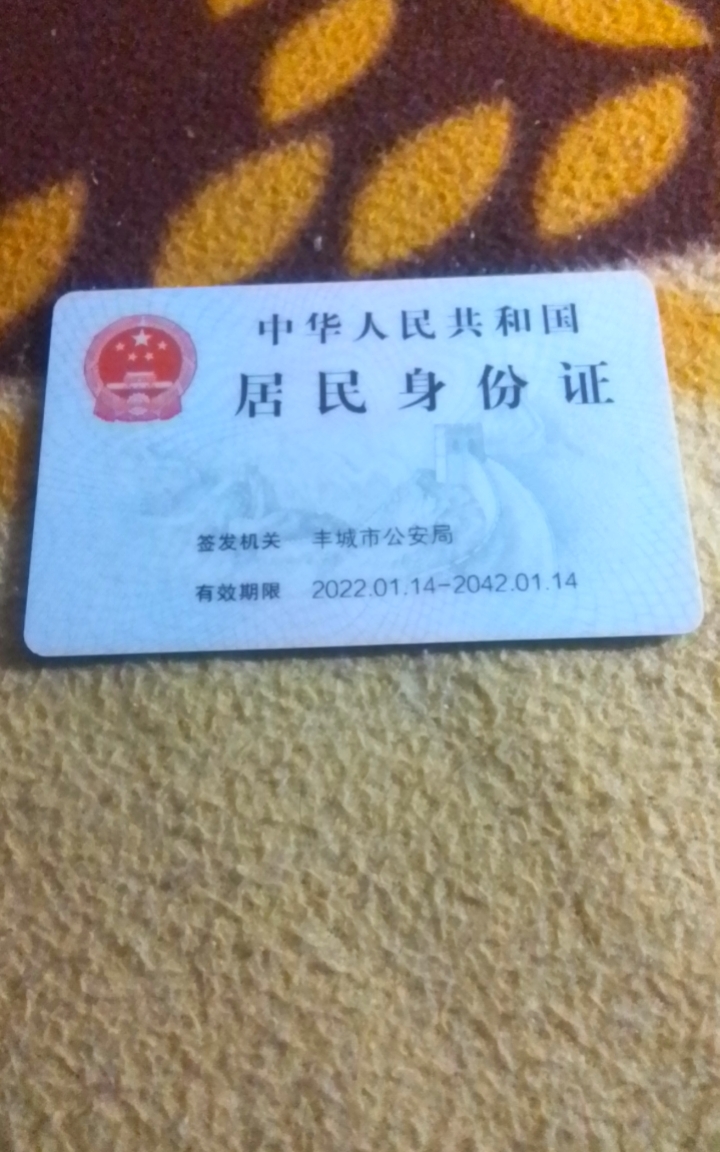 中华人民共和国
居民身份证
签发机关 丰城市公安局
有效期限 2022.01.14-2042.01.14